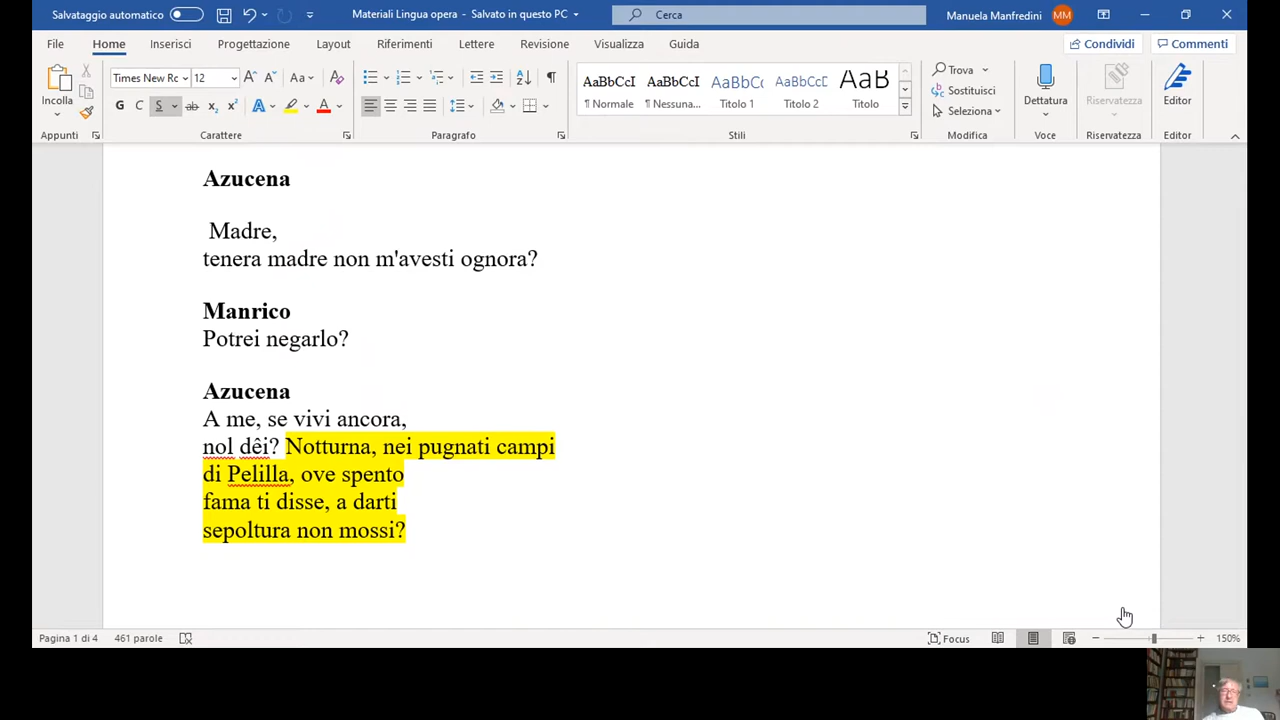 Salvataggio automatico
Materiali Lingua opera - Salvato in questo PC
Cerca
Manuela Manfredini
MM
File Home Inserisci Progettazione Layout Riferimenti Lettere Revisione Visualizza Guida
Condividi
Commenti
Incolla
Times New Rc
12
Aa
G C S ab x₂ x²
A
A
AaBbCcI AaBbCcI AaBbCc AaBbCcD AaB
¶ Normale ¶ Nessuna... Titolo 1 Titolo 2 Titolo
Trova
Sostituisci
Seleziona
Dettatura
Riservatezza
Editor
Appunti Carattere Paragrafo Stili Modifica Voce Riservatezza Editor
Azucena
Madre,
tenera madre non m'avesti ognora?
Manrico
Potrei negarlo?
Azucena
A me, se vivi ancora,
nol dêi? Notturna, nei pugnati campi
di Pelilla, ove spento
fama ti disse, a darti
sepoltura non mossi?
Pagina 1 di 4 461 parole
Focus
150%